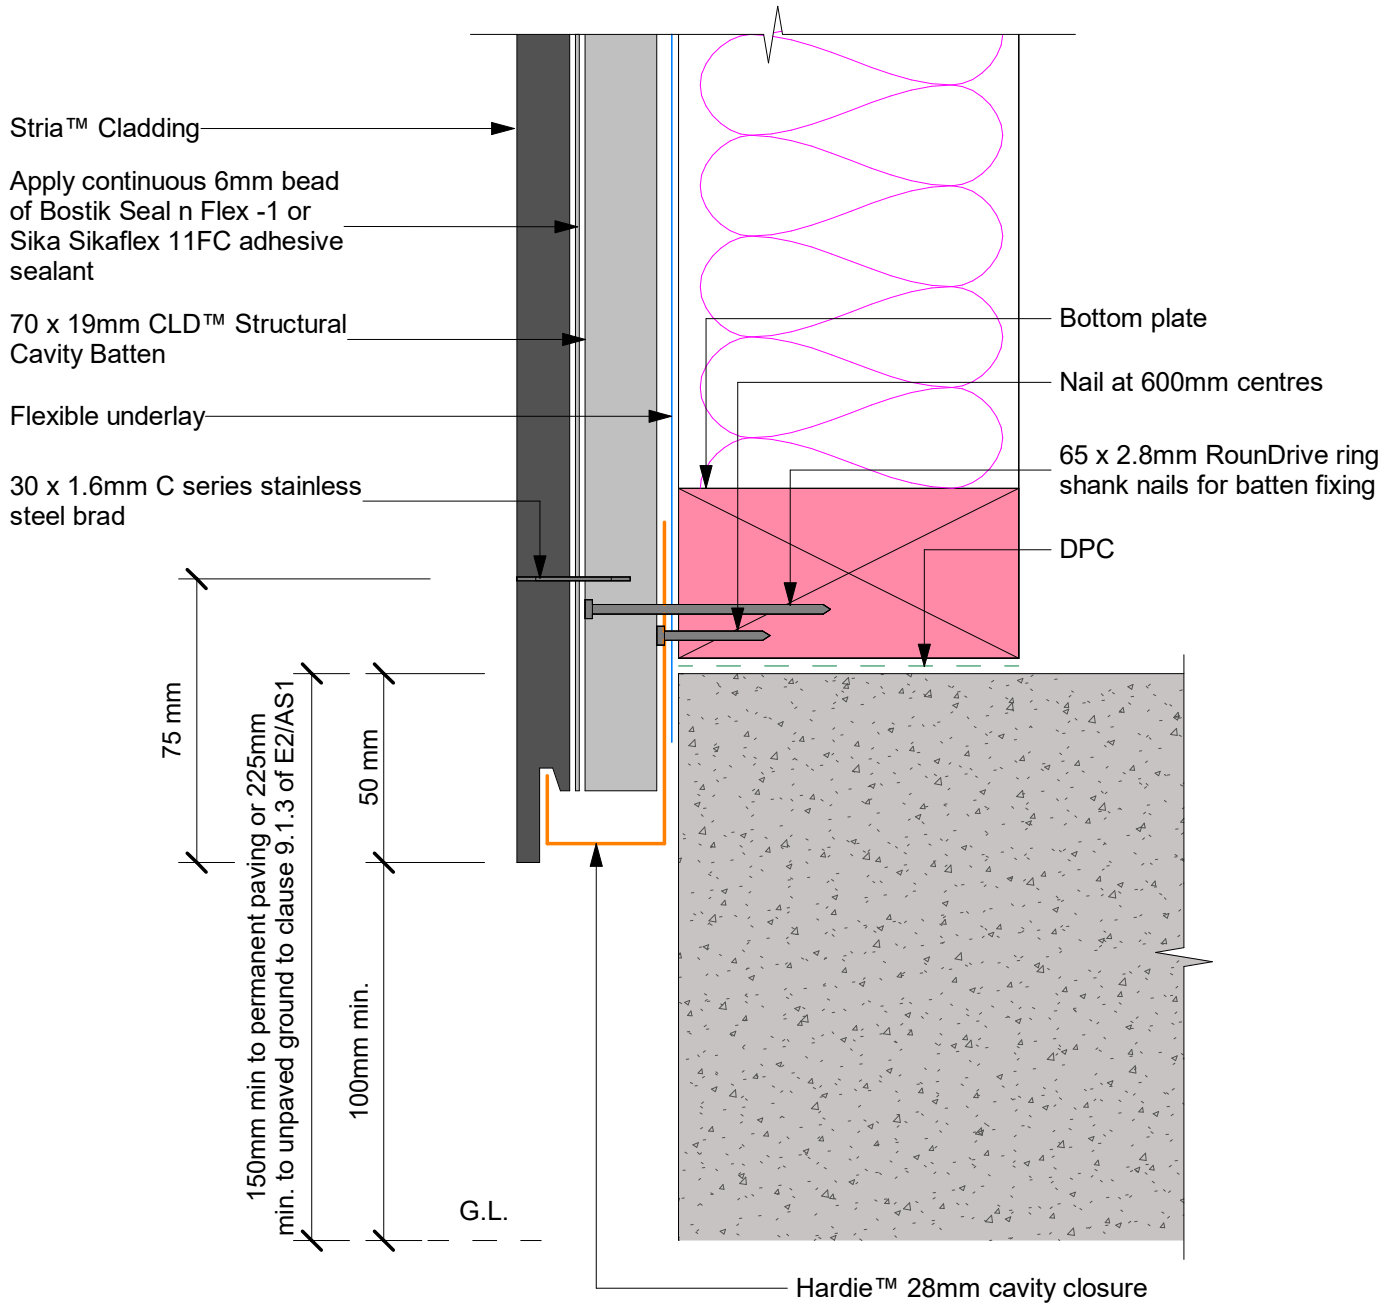 Stria™ Cladding
Apply continuous 6mm bead
of Bostik Seal n Flex -1 or
Sika Sikaflex 11FC adhesive
sealant
70 x 19mm CLD™ Structural
Cavity Batten
Flexible underlay
30 x 1.6mm C series stainless
steel brad
Bottom plate
Nail at 600mm centres
65 x 2.8mm RounDrive ring
shank nails for batten fixing
DPC
75 mm
150mm min to permanent paving or 225mm
min. to unpaved ground to clause 9.1.3 of E2/AS1
50 mm
100mm min.
G.L.
Hardie™ 28mm cavity closure